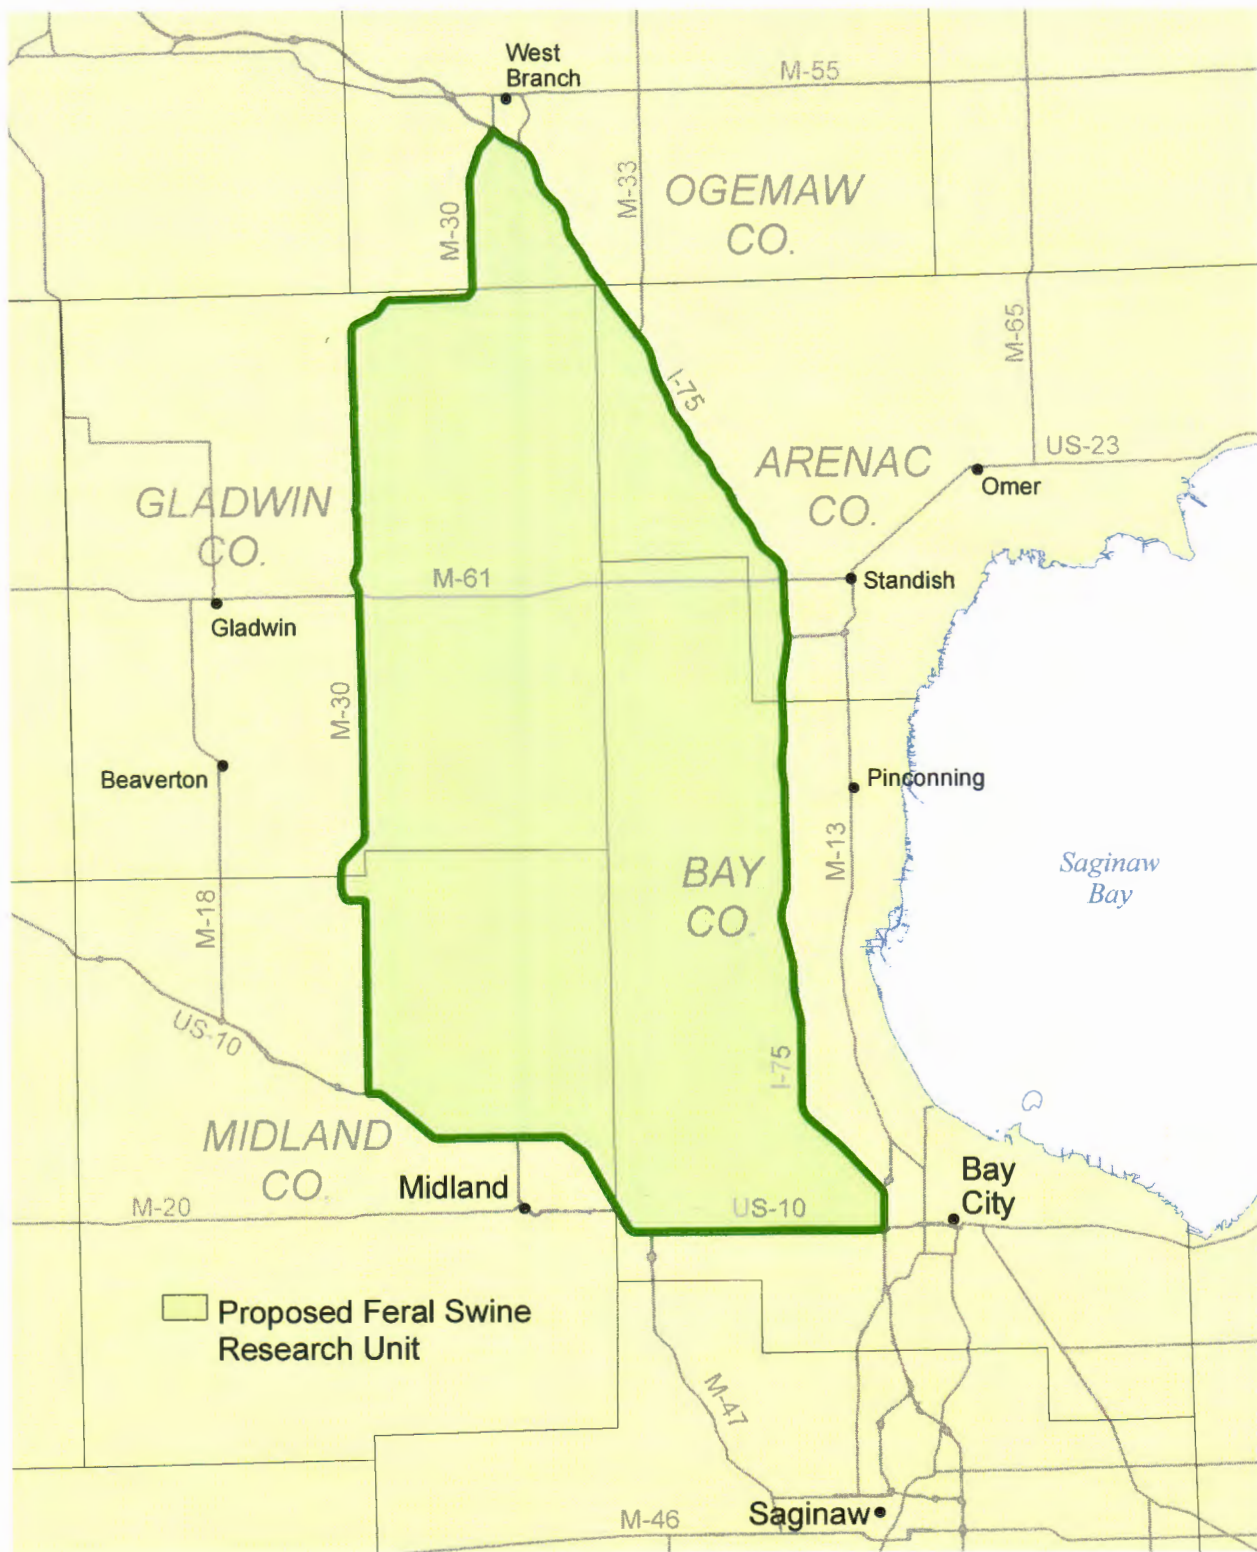 West
Branch
M-55
M-33
OGEMAW
CO.
M-30
M-65
I-75
US-23
ARENAC
CO.
Omer
GLADWIN
CO.
M-61
Standish
Gladwin
M-30
Beaverton
Pinconning
M-13
BAY
CO.
Saginaw
Bay
M-18
US-10
I-75
MIDLAND
CO.
Midland
Bay
City
M-20
US-10
Proposed Feral Swine
Research Unit
M-47
Saginaw
M-46